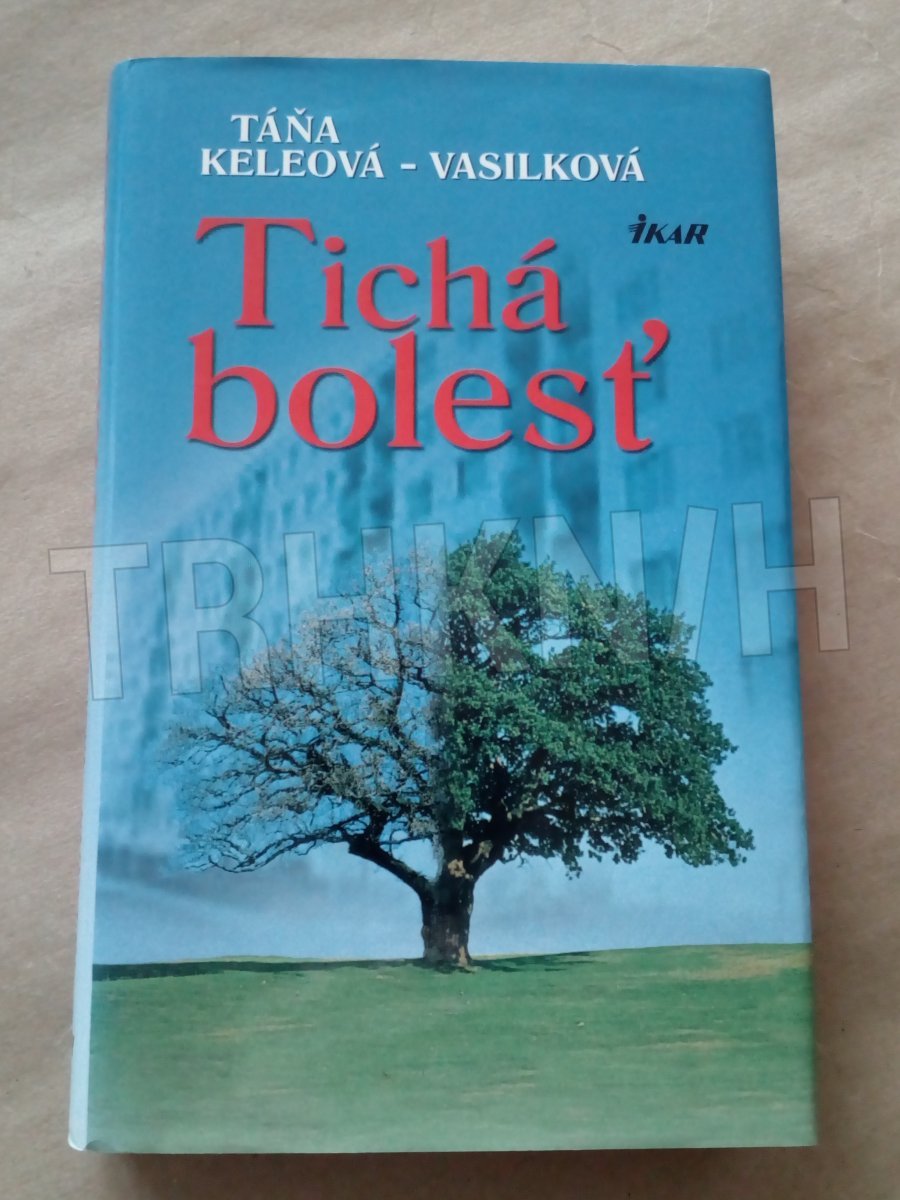 TÁŇA
KELEOVÁ - VASILKOVÁ
IKAR
Tichá
bolesť
TRHKNIH